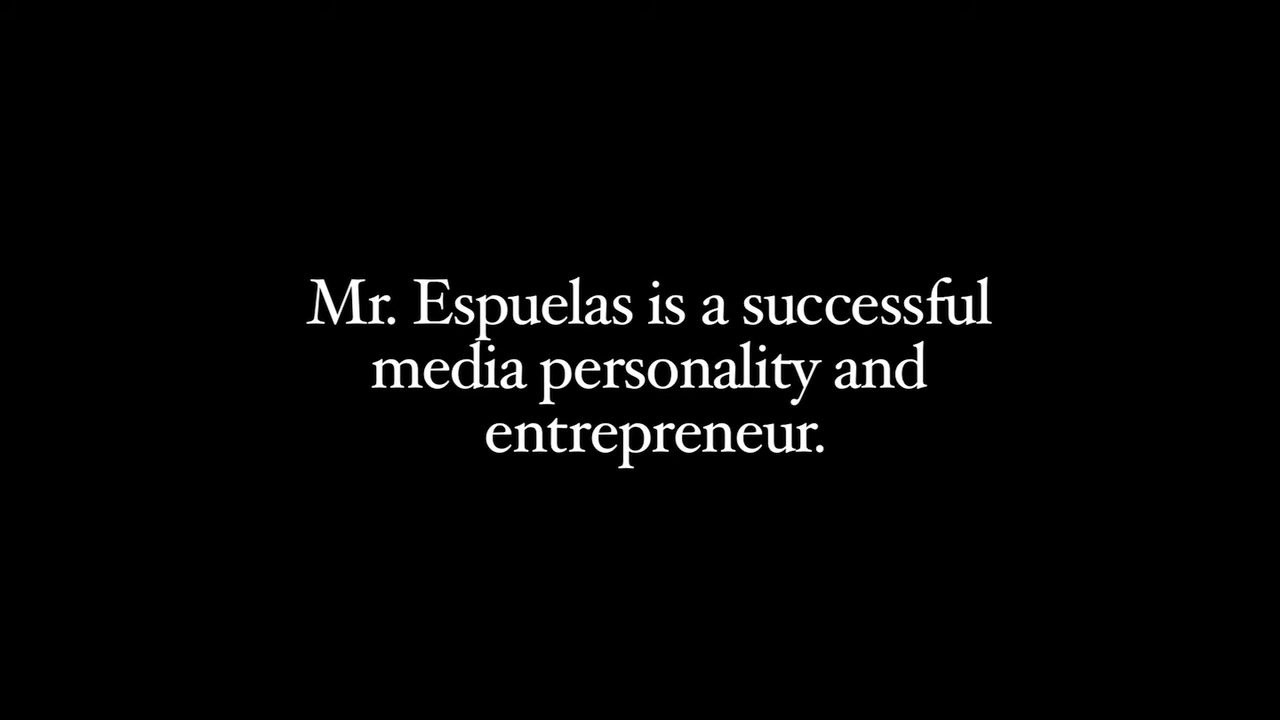 Mr. Espuelas is a successful
media personality and
entrepreneur.